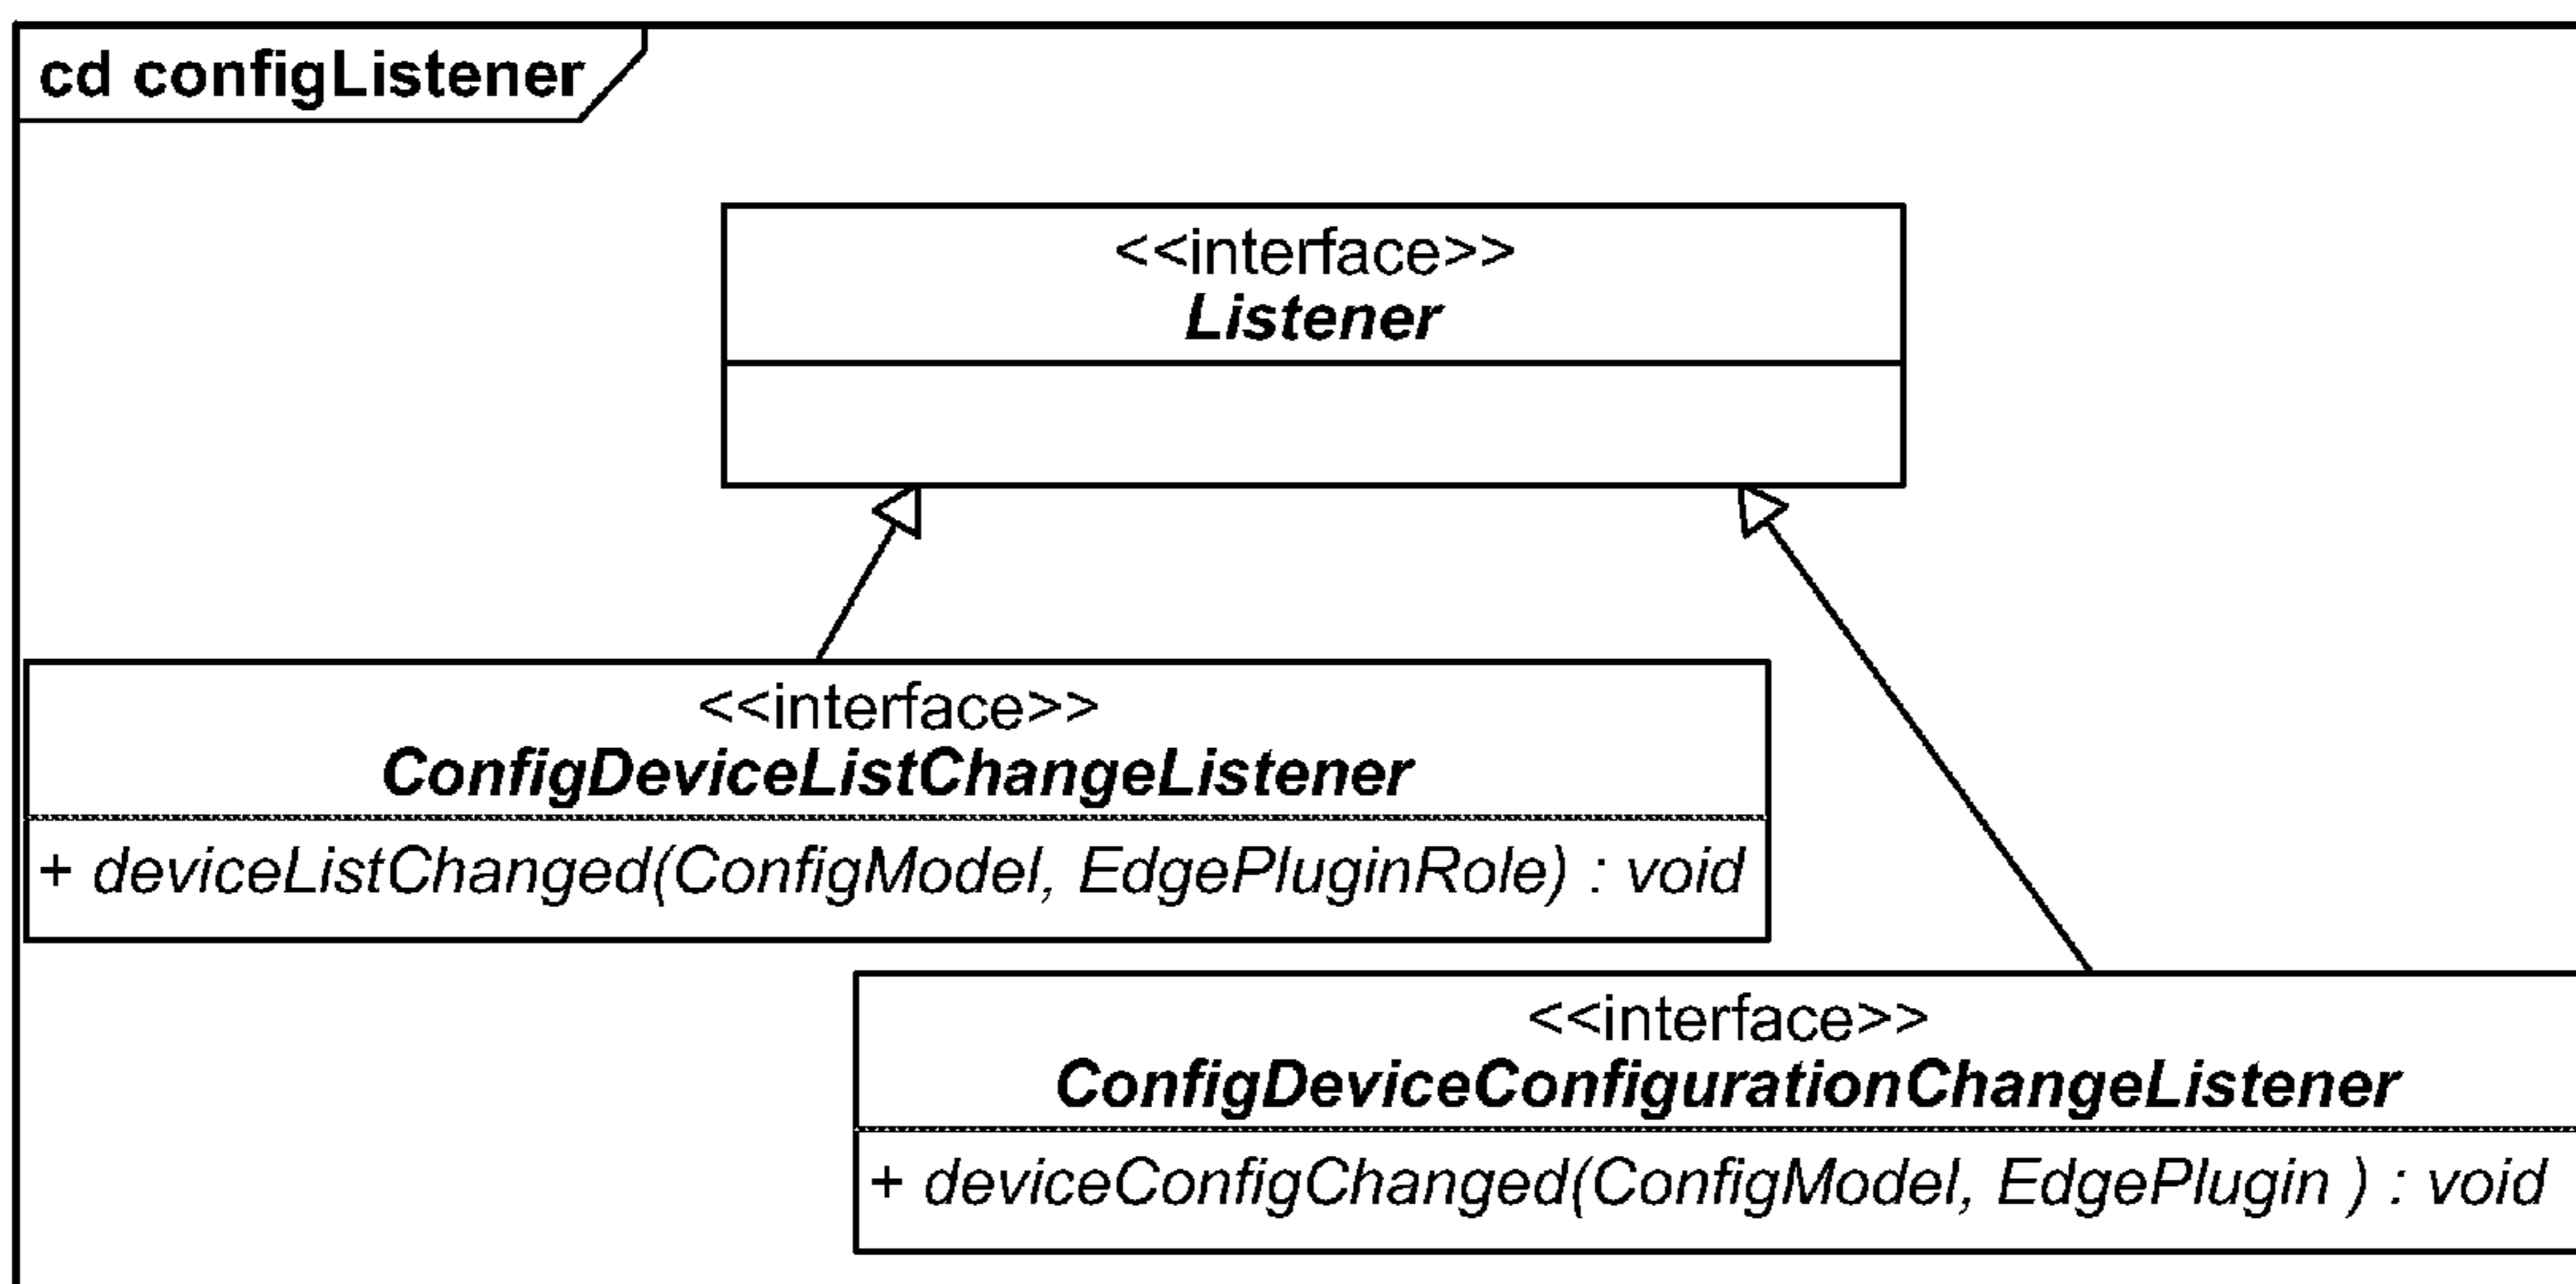 cd configListener
<<interface>>
Listener
<<interface>>
ConfigDeviceListChangeListener
+ deviceListChanged(ConfigModel, EdgePluginRole) : void
<<interface>>
ConfigDeviceConfigurationChangeListener
+ deviceConfigChanged(ConfigModel, EdgePlugin ) : void